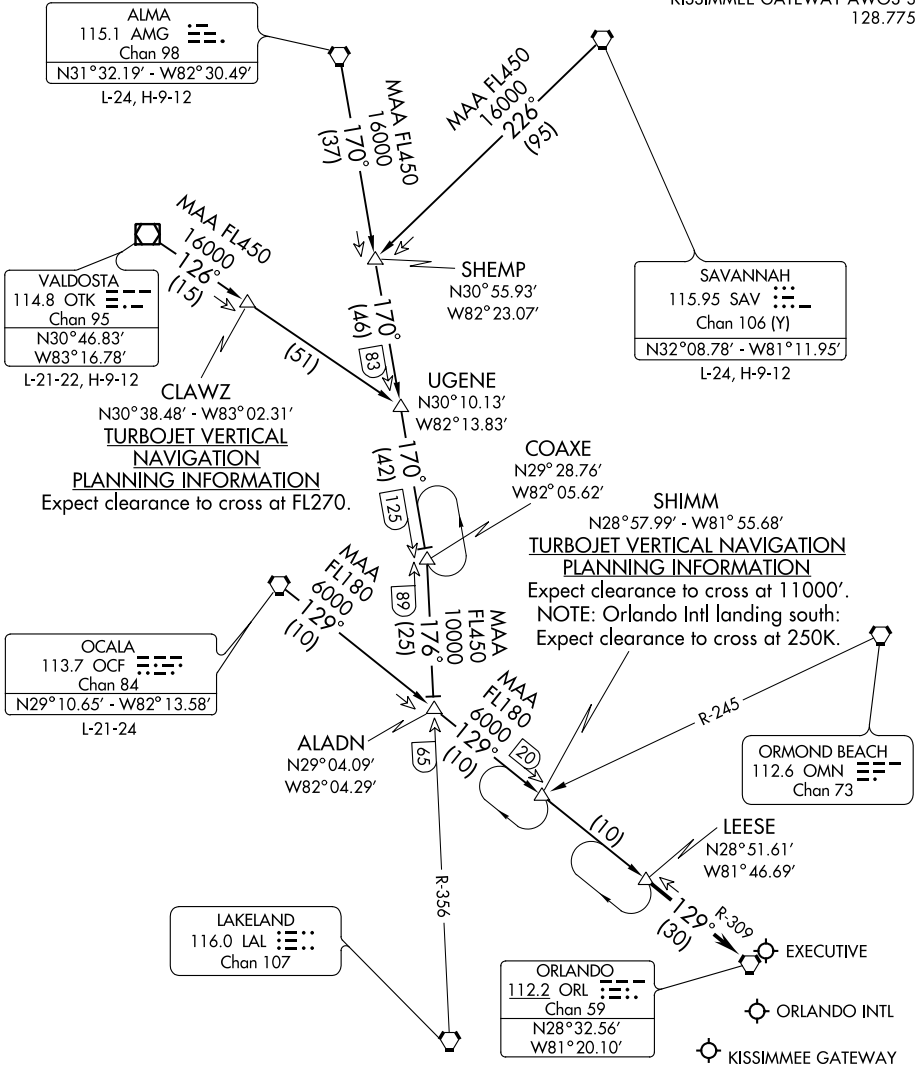 KISSIMMEE GATEWAY AWOS-3
128.775
ALMA
115.1 AMG
Chan 98
N31°32.19' - W82°30.49'
L-24, H-9-12
MAA FL450
16000
170°
(37)
MAA FL450
16000
226°
(95)
MAA FL450
16000
126°
(15)
VALDOSTA
114.8 OTK
Chan 95
N30°46.83'
W83°16.78'
L-21-22, H-9-12
SHEMP
N30°55.93'
W82°23.07'
SAVANNAH
115.95 SAV
Chan 106 (Y)
N32°08.78' - W81°11.95'
L-24, H-9-12
170°
(46)
83
(51)
CLAWZ
N30°38.48' - W83°02.31'
TURBOJET VERTICAL
NAVIGATION
PLANNING INFORMATION
Expect clearance to cross at FL270.
UGENE
N30°10.13'
W82°13.83'
170°
(42)
125
COAXE
N29°28.76'
W82°05.62'
SHIMM
N28°57.99' - W81°55.68'
TURBOJET VERTICAL NAVIGATION
PLANNING INFORMATION
Expect clearance to cross at 11000'.
NOTE: Orlando Intl landing south:
Expect clearance to cross at 250K.
MAA
FL180
6000
129°
(10)
89
MAA
FL450
10000
176°
(25)
OCALA
113.7 OCF
Chan 84
N29°10.65' - W82°13.58'
L-21-24
ALADN
N29°04.09'
W82°04.29'
65
MAA
FL180
6000
129°
(10)
20
R-245
ORMOND BEACH
112.6 OMN
Chan 73
(10)
LEESE
N28°51.61'
W81°46.69'
R-356
129°
(30)
R-309
LAKELAND
116.0 LAL
Chan 107
ORLANDO
112.2 ORL
Chan 59
N28°32.56'
W81°20.10'
EXECUTIVE
ORLANDO INTL
KISSIMMEE GATEWAY